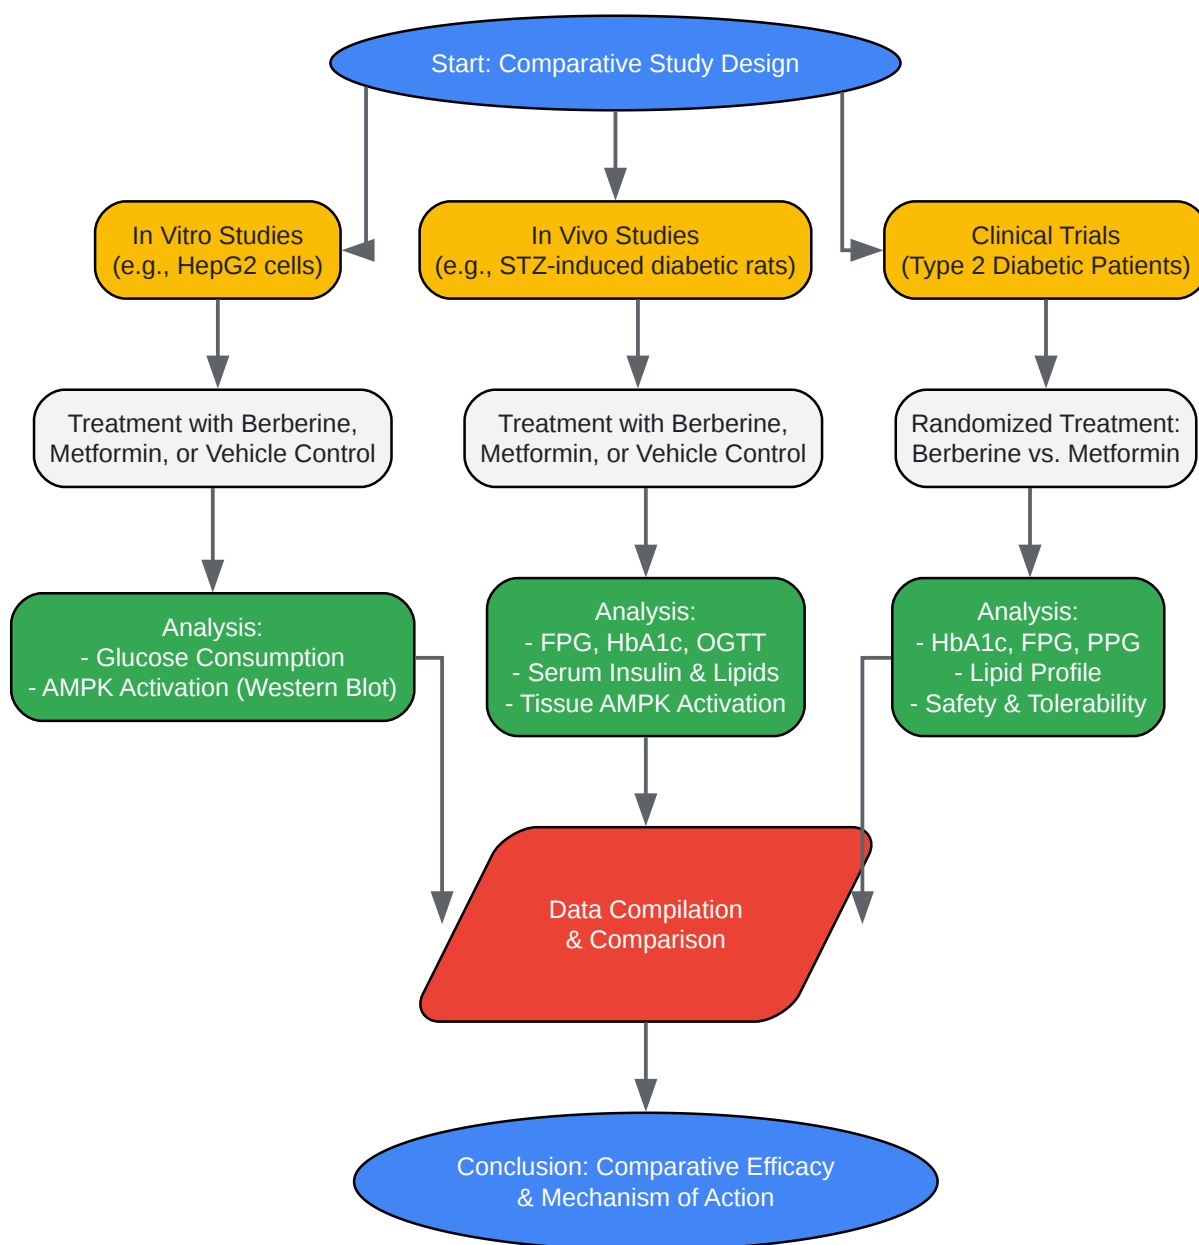 Start: Comparative Study Design
In Vitro Studies
(e.g., HepG2 cells)
In Vivo Studies
(e.g., STZ-induced diabetic rats)
Clinical Trials
(Type 2 Diabetic Patients)
Treatment with Berberine,
Metformin, or Vehicle Control
Treatment with Berberine,
Metformin, or Vehicle Control
Randomized Treatment:
Berberine vs. Metformin
Analysis:
- Glucose Consumption
- AMPK Activation (Western Blot)
Analysis:
- FPG, HbA1c, OGTT
- Serum Insulin & Lipids
- Tissue AMPK Activation
Analysis:
- HbA1c, FPG, PPG
- Lipid Profile
- Safety & Tolerability
Data Compilation
& Comparison
Conclusion: Comparative Efficacy
& Mechanism of Action